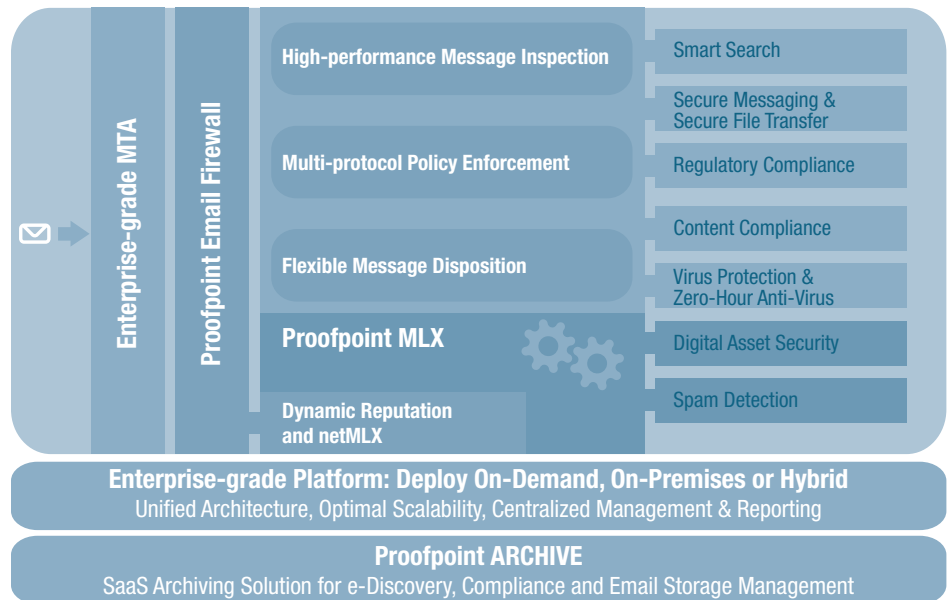 Enterprise-grade MTA
Proofpoint Email Firewall
High-performance Message Inspection
Multi-protocol Policy Enforcement
Flexible Message Disposition
Proofpoint MLX
Dynamic Reputation
and netMLX
Smart Search
Secure Messaging &
Secure File Transfer
Regulatory Compliance
Content Compliance
Virus Protection &
Zero-Hour Anti-Virus
Digital Asset Security
Spam Detection
Enterprise-grade Platform: Deploy On-Demand, On-Premises or Hybrid
Unified Architecture, Optimal Scalability, Centralized Management & Reporting
Proofpoint ARCHIVE
SaaS Archiving Solution for e-Discovery, Compliance and Email Storage Management